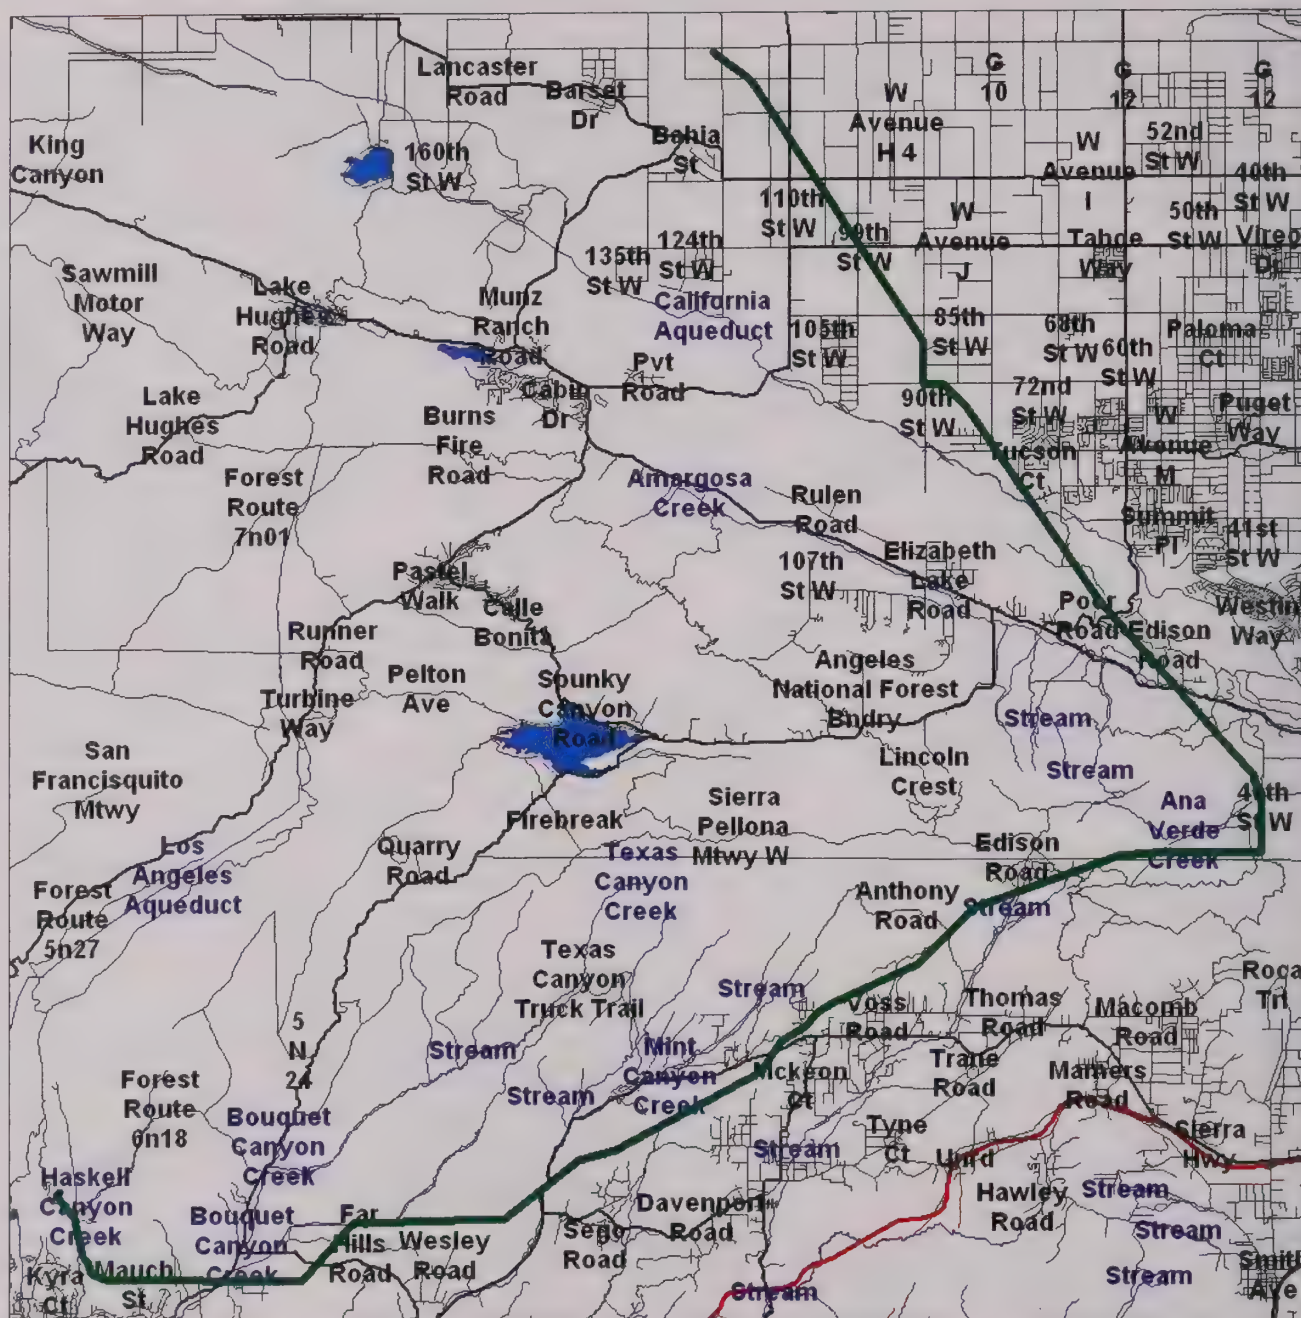 Lancaster
Road
Barset
Dr
G
10
G
12
G
12
W
Avenue
H 4
52nd
St W
King
Canyon
160th
St W
Bahia
St
W
Avenue
I
40th
St W
110th
St W
99th
St W
W
Avenue
J
50th
St W
Tahoe
Way
Vireo
Dr
135th
St W
124th
St W
Sawmill
Motor
Way
Lake
Hughes
Road
Munz
Ranch
Road
California
Aqueduct
105th
St W
85th
St W
68th
St W
60th
St W
Paloma
Ct
Pvt
Road
Cabin
Dr
90th
St W
72nd
St W
Puget
Way
Lake
Hughes
Road
Burns
Fire
Road
W
Avenue
M
Tucson
Ct
Forest
Route
7n01
Amargosa
Creek
Rulen
Road
Summit
Pl
41st
St W
Pastel
Walk
Calle
Bonita
107th
St W
Elizabeth
Lake
Road
Poor
Road
Edison
Road
Westin
Way
Runner
Road
Turbine
Way
Pelton
Ave
Spunky
Canyon
Road
Angeles
National Forest
Bndry
Stream
Stream
Lincoln
Crest
San
Francisquito
Mtwy
Firebreak
Sierra
Pellona
Mtwy W
Ana
Verde
Creek
St W
Los
Angeles
Aqueduct
Quarry
Road
Texas
Canyon
Creek
Edison
Road
Anthony
Road
Stream
Forest
Route
5n27
Texas
Canyon
Truck Trail
Stream
Voss
Road
Thomas
Road
Macomb
Road
Roca
Trl
5
N
24
Stream
Stream
Mint
Canyon
Creek
Mckeon
Ct
Trane
Road
Mamers
Road
Forest
Route
6n18
Bouquet
Canyon
Creek
Stream
Tyne
Ct
Unrd
Sierra
Hwy
Haskell
Canyon
Creek
Bouquet
Canyon
Creek
Far
Hills
Road
Wesley
Road
Sego
Road
Davenport
Road
Hawley
Road
Stream
Stream
Stream
Kyra
Ct
Mauch
St
Stream
Smith
Ave